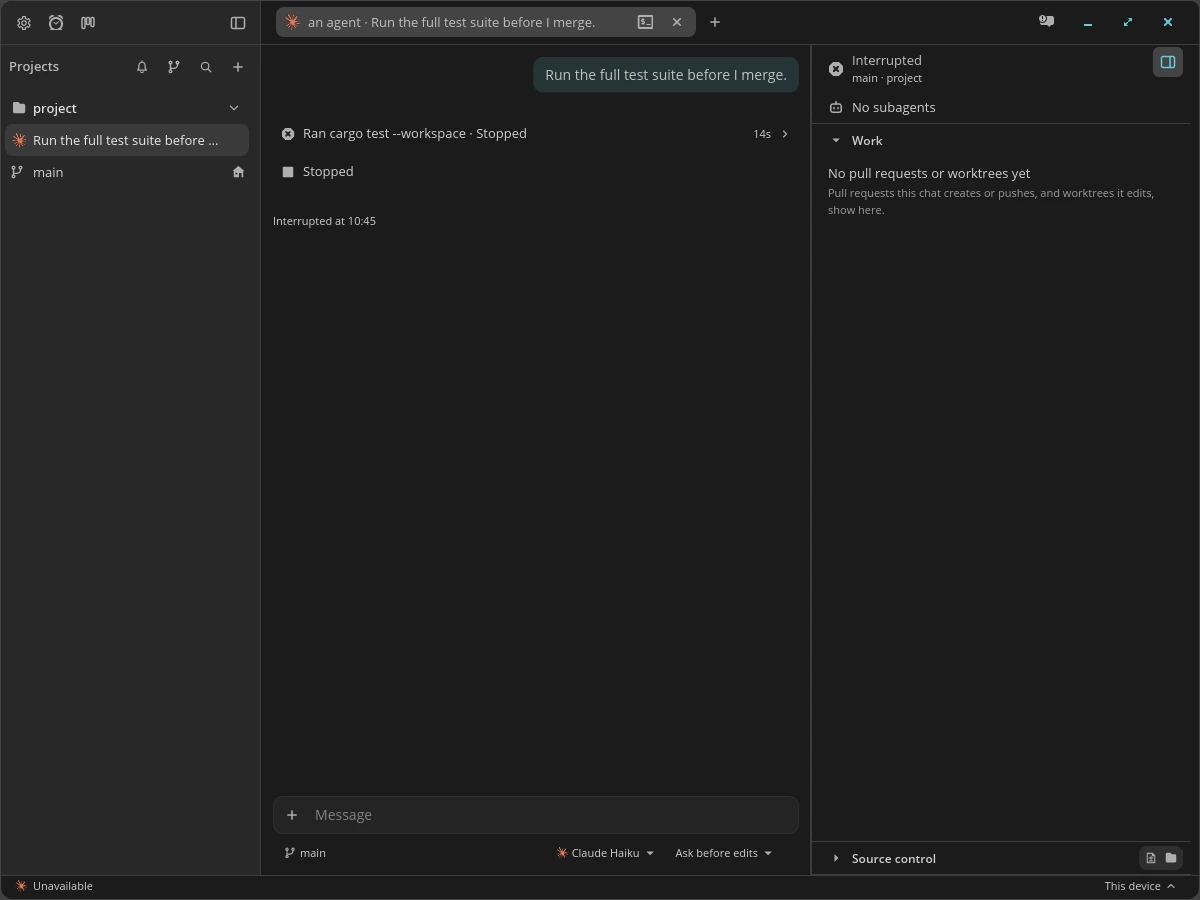 an agent · Run the full test suite before I merge.
Projects
project
Run the full test suite before ...
main
Run the full test suite before I merge.
Ran cargo test --workspace · Stopped
14s
Stopped
Interrupted at 10:45
Message
main
Claude Haiku
Ask before edits
Interrupted
main · project
No subagents
Work
No pull requests or worktrees yet
Pull requests this chat creates or pushes, and worktrees it edits,
show here.
Source control
Unavailable
This device